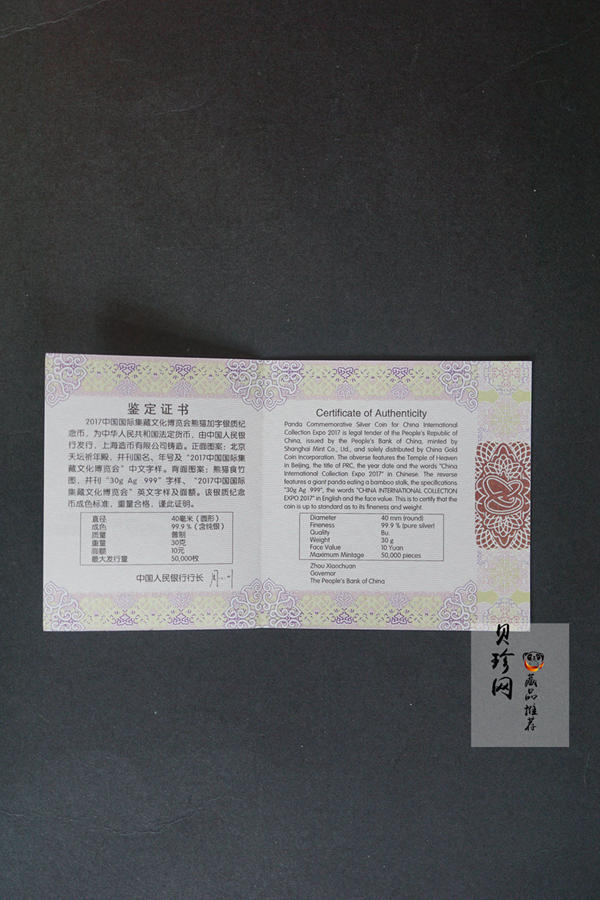 鉴定证书
2017中国国际集藏文化博览会熊猫加字银质纪
念币，为中华人民共和国法定货币，由中国人民银
行发行，上海造币有限公司铸造。正面图案：北京
天坛祈年殿，并刊国名、年号及“2017中国国际集
藏文化博览会”中文字样。背面图案：熊猫食竹
图，并刊“30g Ag .999”字样、“2017中国国际
集藏文化博览会”英文字样及面额。该银质纪念
币成色标准，重量合格，谨此证明。
直径 40毫米（圆形）
成色 99.9％（含纯银）
质量 普制
重量 30克
面额 10元
最大发行量 50,000枚
中国人民银行行长
Certificate of Authenticity
Panda Commemorative Silver Coin for China International
Collection Expo 2017 is legal tender of the People's Republic of
China, issued by the People's Bank of China, minted by
Shanghai Mint Co., Ltd., and solely distributed by China Gold
Coin Incorporation. The obverse features the Temple of Heaven
in Beijing, the title of PRC, the year date and the words "China
International Collection Expo 2017" in Chinese. The reverse
features a giant panda eating a bamboo stalk, the specifications
"30g Ag .999", the words "CHINA INTERNATIONAL COLLECTION
EXPO 2017" in English and the face value. This is to certify that the
coin is up to standard as to its fineness and weight.
Diameter 40 mm (round)
Fineness 99.9 % (pure silver)
Quality Bu.
Weight 30 g
Face Value 10 Yuan
Maximum Mintage 50,000 pieces
Zhou Xiaochuan
Governor
The People's Bank of China
贝珍网
藏品推荐